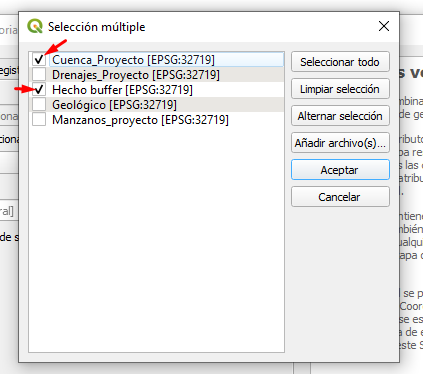 Selección múltiple
Cuenca_Proyecto [EPSG:32719]
Drenajes_Proyecto [EPSG:32719]
Hecho buffer [EPSG:32719]
Geológico [EPSG:32719]
Manzanos_proyecto [EPSG:32719]
Seleccionar todo
Limpiar selección
Alternar selección
Añadir archivo(s)...
Aceptar
Cancelar